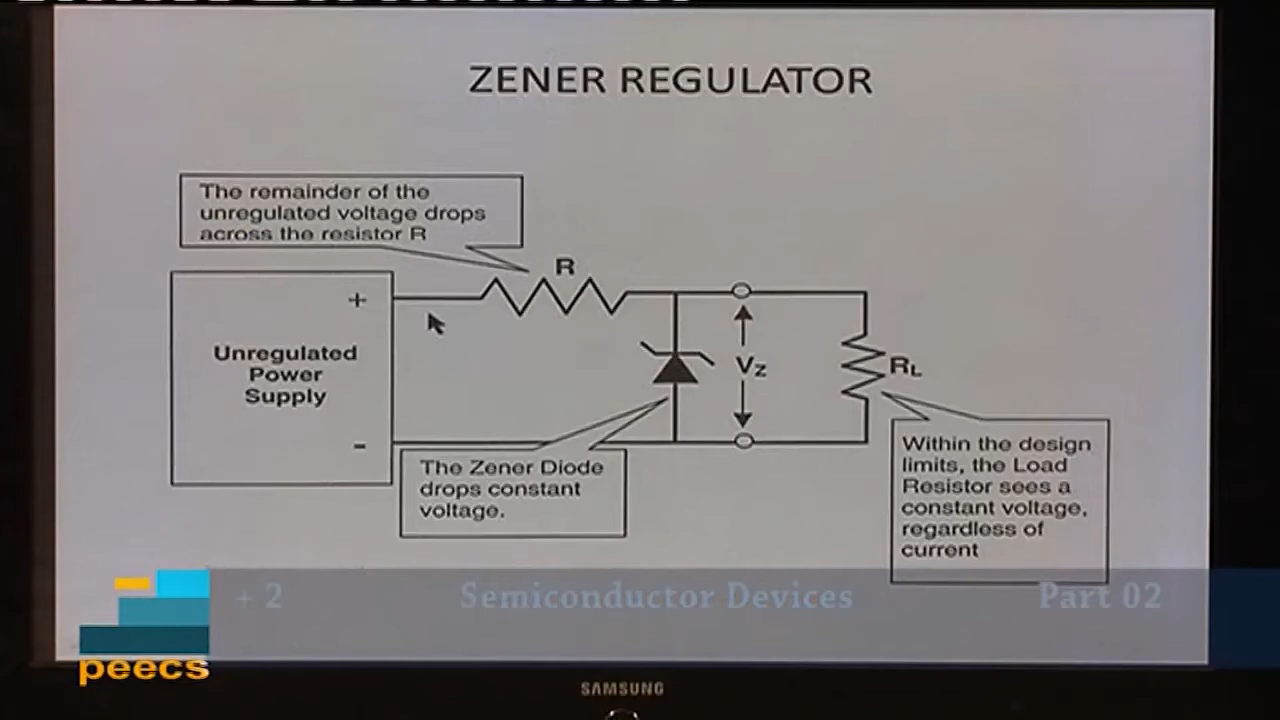 ZENER REGULATOR
The remainder of the
unregulated voltage drops
across the resistor R
R
+
Unregulated
Power
Supply
-
Vz
RL
The Zener Diode
drops constant
voltage.
Within the design
limits, the Load
Resistor sees a
constant voltage,
regardless of
current
+ 2 Semiconductor Devices Part 02
peecs
SAMSUNG